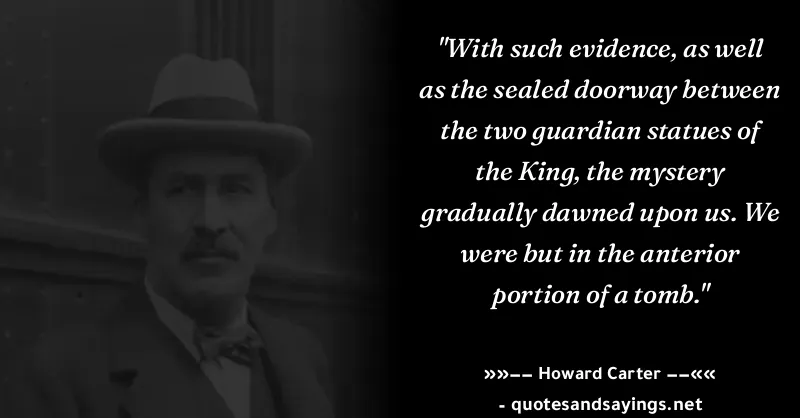 "With such evidence, as well
as the sealed doorway between
the two guardian statues of
the King, the mystery
gradually dawned upon us. We
were but in the anterior
portion of a tomb."
»»−− Howard Carter −−««
- quotesandsayings.net